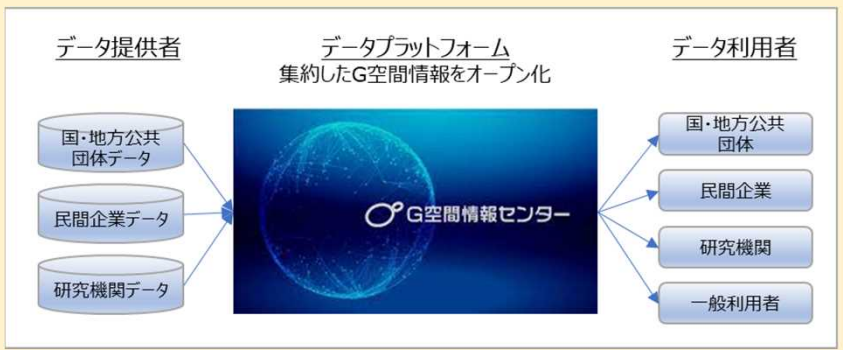 データ提供者
国・地方公共
団体データ
民間企業データ
研究機関データ
データプラットフォーム
集約したG空間情報をオープン化
G空間情報センター
データ利用者
国・地方公共
団体
民間企業
研究機関
一般利用者